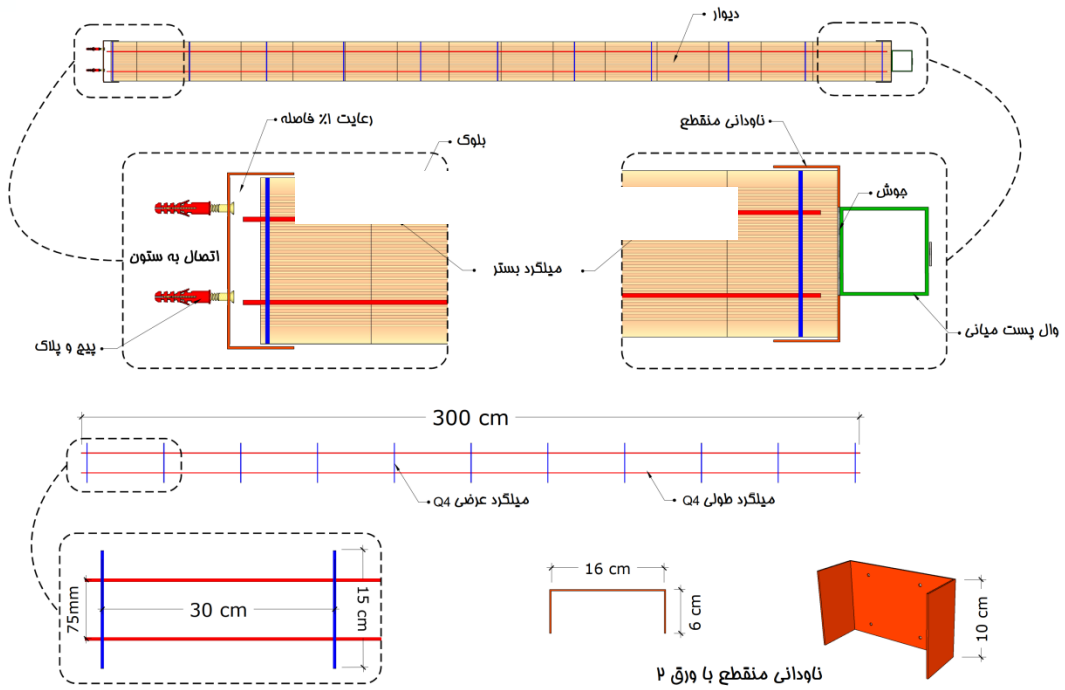 دیوار
رعایت ۱٪ فاصله
بلوک
ناودانی منقطع
جوش
اتصال به ستون
میلگرد بستر
پیچ و پلاک
وال پست میانی
300 cm
میلگرد عرضی Q4
میلگرد طولی Q4
75mm
30 cm
15 cm
16 cm
6 cm
10 cm
ناودانی منقطع با ورق ۲